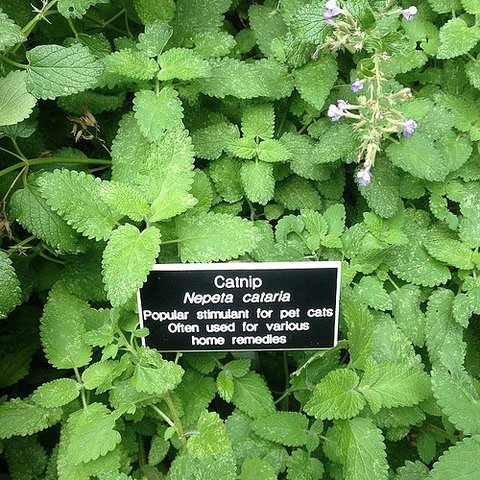 Catnip
Nepeta cataria
Popular stimulant for pet cats
Often used for various
home remedies